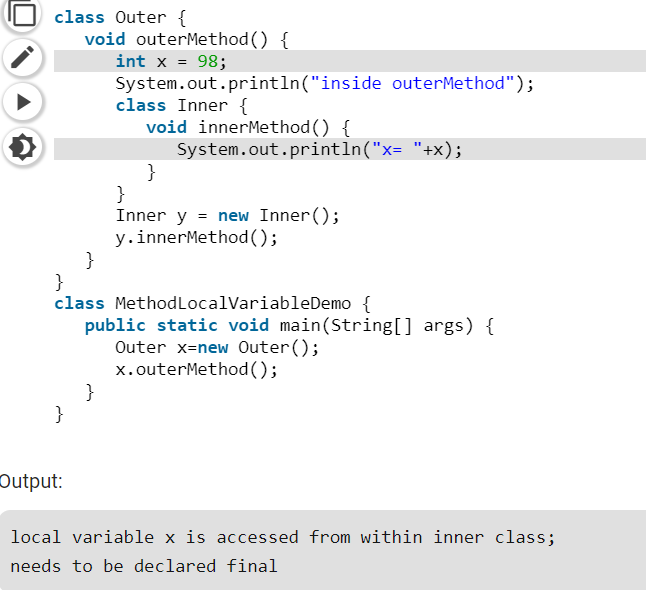 class Outer {
void outerMethod() {
int x = 98;
System.out.println("inside outerMethod");
class Inner {
void innerMethod() {
System.out.println("x= "+x);
}
}
Inner y = new Inner();
y.innerMethod();
}
}
class MethodLocalVariableDemo {
public static void main(String[] args) {
Outer x=new Outer();
x.outerMethod();
}
}
Output:
local variable x is accessed from within inner class;
needs to be declared final